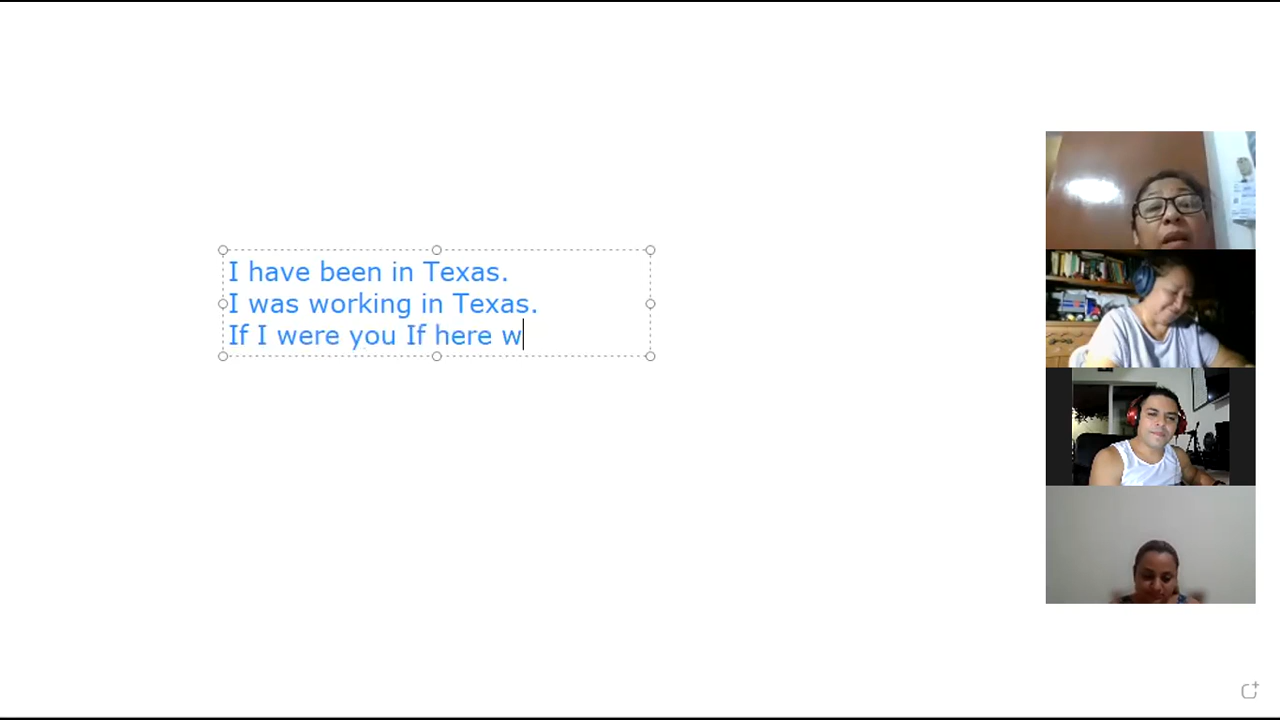 I have been in Texas.
I was working in Texas.
If I were you If here w